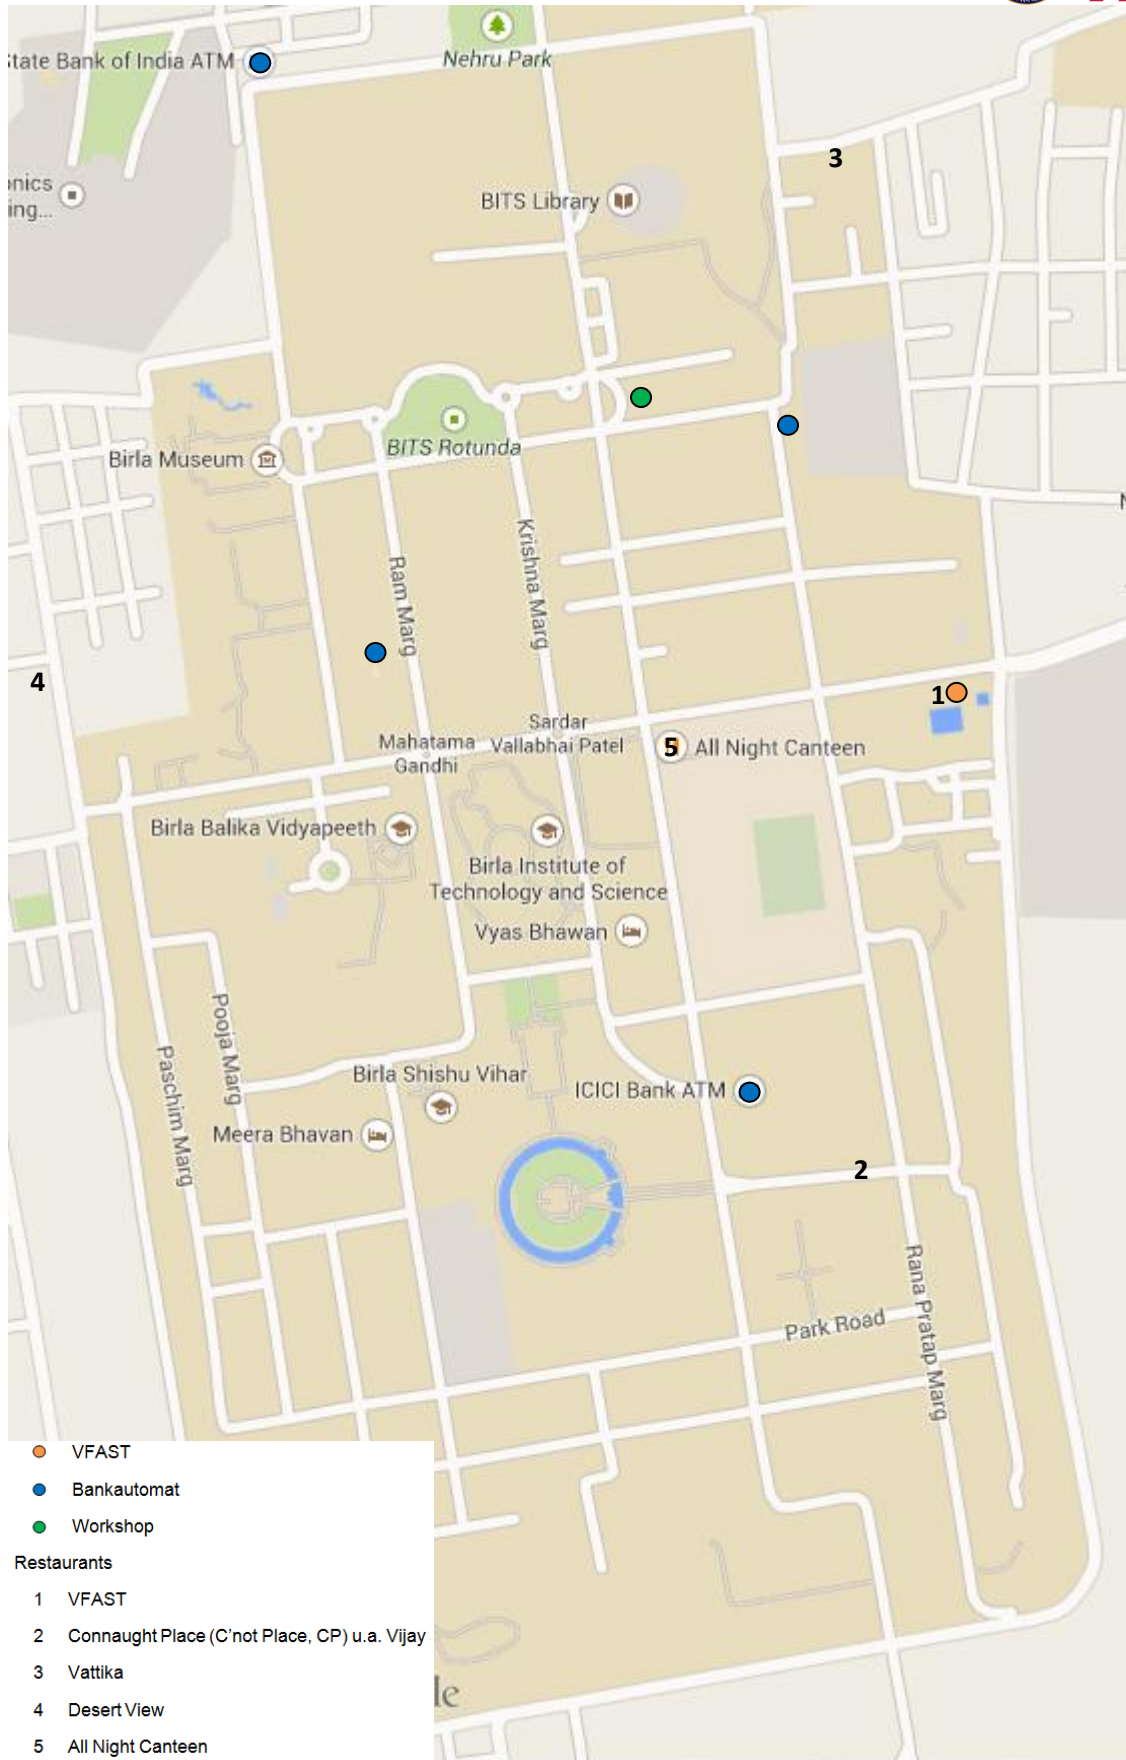 Nehru Park
State Bank of India ATM
3
onics
ing...
BITS Library
BITS Rotunda
Birla Museum
Krishna Marg
Ram Marg
4
1
Sardar
Vallabhai Patel
Mahatama
Gandhi
5 All Night Canteen
Birla Balika Vidyapeeth
Birla Institute of
Technology and Science
Vyas Bhawan
Pooja Marg
Paschim Marg
Birla Shishu Vihar
ICICI Bank ATM
Meera Bhavan
2
Rana Pratap Marg
Park Road
VFAST
Bankautomat
Workshop
Restaurants
1 VFAST
2 Connaught Place (C'not Place, CP) u.a. Vijay
3 Vattika
4 Desert View
5 All Night Canteen
le